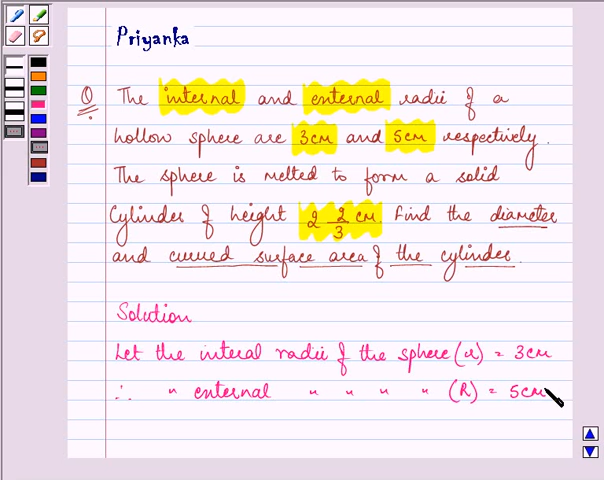 Priyanka
Q The internal and enternal radii of a
hollow sphere are 3cm and 5cm respectively.
The sphere is melted to form a solid
Cylinder of height 2 2/3 cm. Find the diameter
and curved surface area of the cylinder.
Solution
Let the interal radii of the sphere (r) = 3cm
∴ " enternal " " " " (R) = 5cm